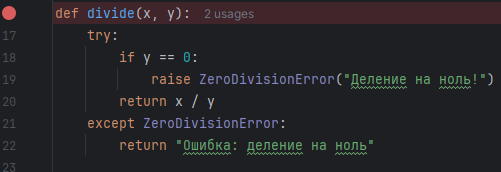 def divide(x, y): 2 usages
17 try:
18 if y == 0:
19 raise ZeroDivisionError("Деление на ноль!")
20 return x / y
21 except ZeroDivisionError:
22 return "Ошибка: деление на ноль"
23